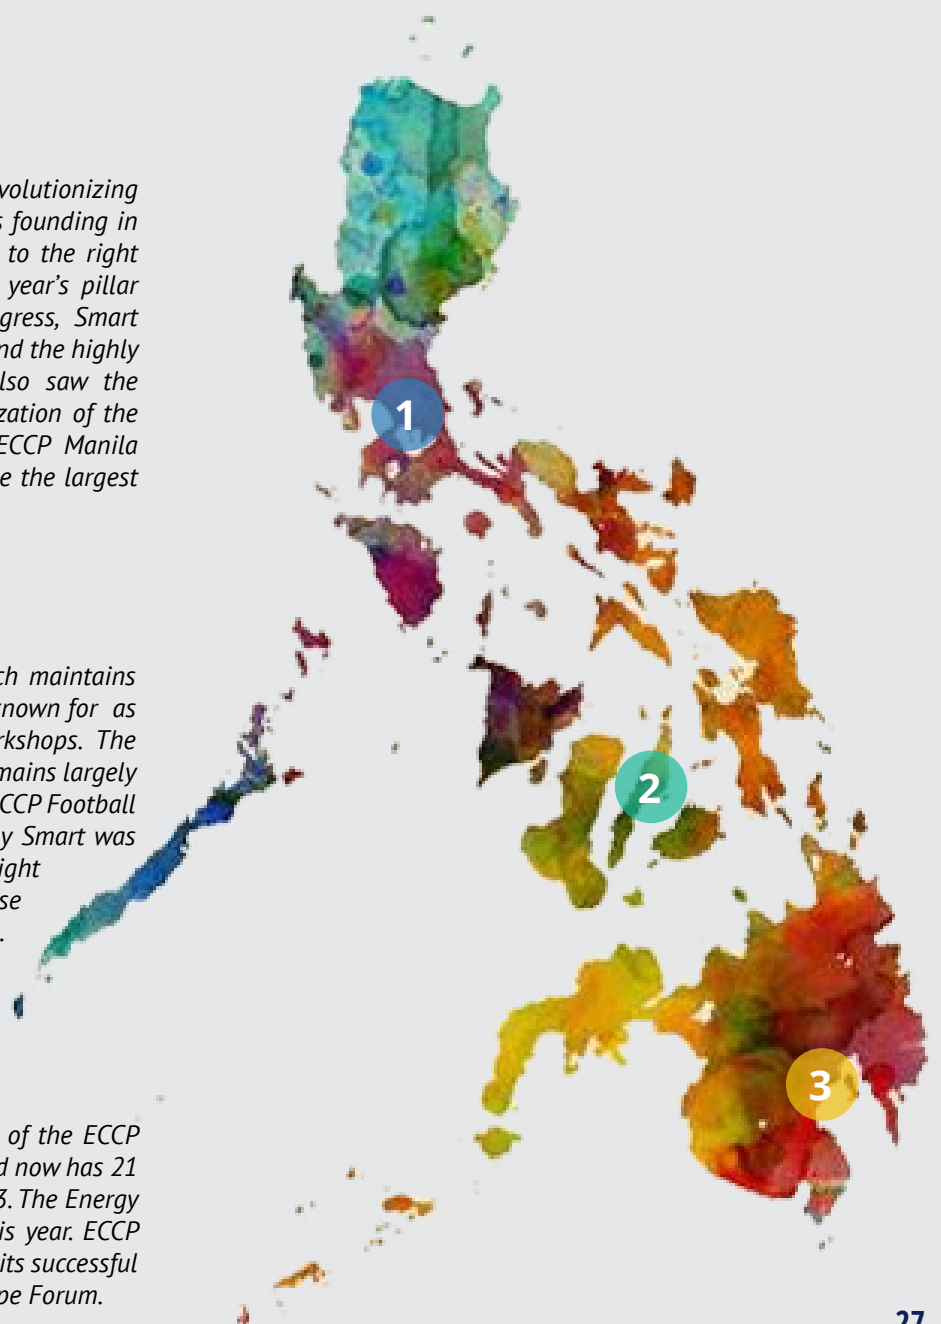 volutionizing
s founding in
to the right
year's pillar
gress, Smart
nd the highly
lso saw the
zation of the
ECCP Manila
e the largest
ch maintains
known for as
rkshops. The
mains largely
CCP Football
y Smart was
ight
se
.
of the ECCP
d now has 21
3. The Energy
is year. ECCP
its successful
pe Forum.
1
2
3
27